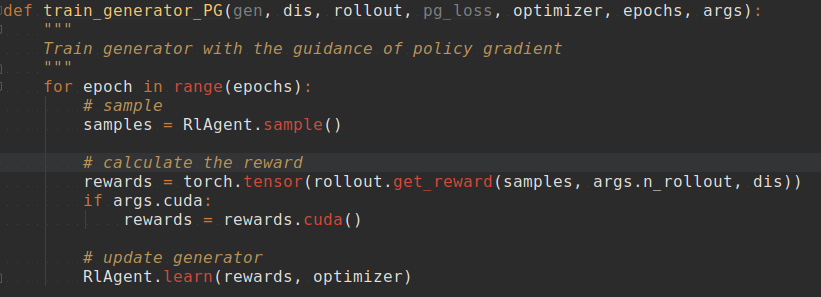 def train_generator_PG(gen, dis, rollout, pg_loss, optimizer, epochs, args):
    """
    Train generator with the guidance of policy gradient
    """
    for epoch in range(epochs):
        # sample
        samples = RlAgent.sample()

        # calculate the reward
        rewards = torch.tensor(rollout.get_reward(samples, args.n_rollout, dis))
        if args.cuda:
            rewards = rewards.cuda()

        # update generator
        RlAgent.learn(rewards, optimizer)